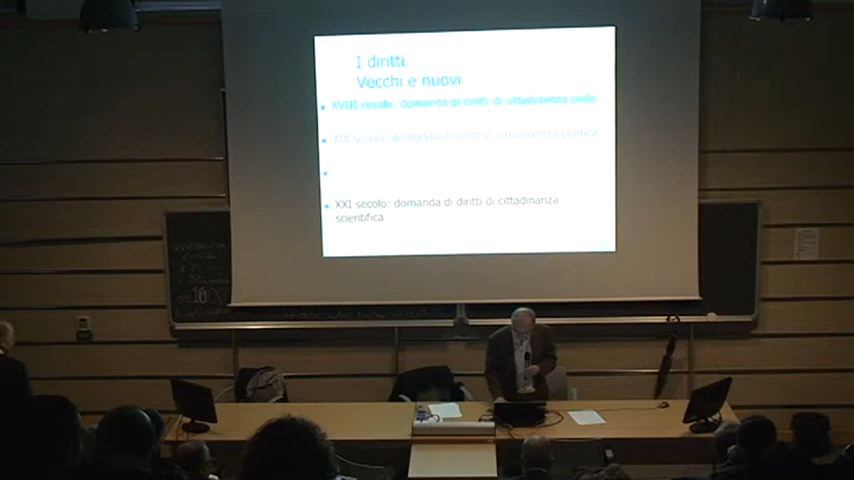 I diritti
Vecchi e nuovi
XVIII secolo: domanda di diritti di cittadinanza civile
XIX secolo: domanda di diritti di cittadinanza politica
XXI secolo: domanda di diritti di cittadinanza
scientifica
10